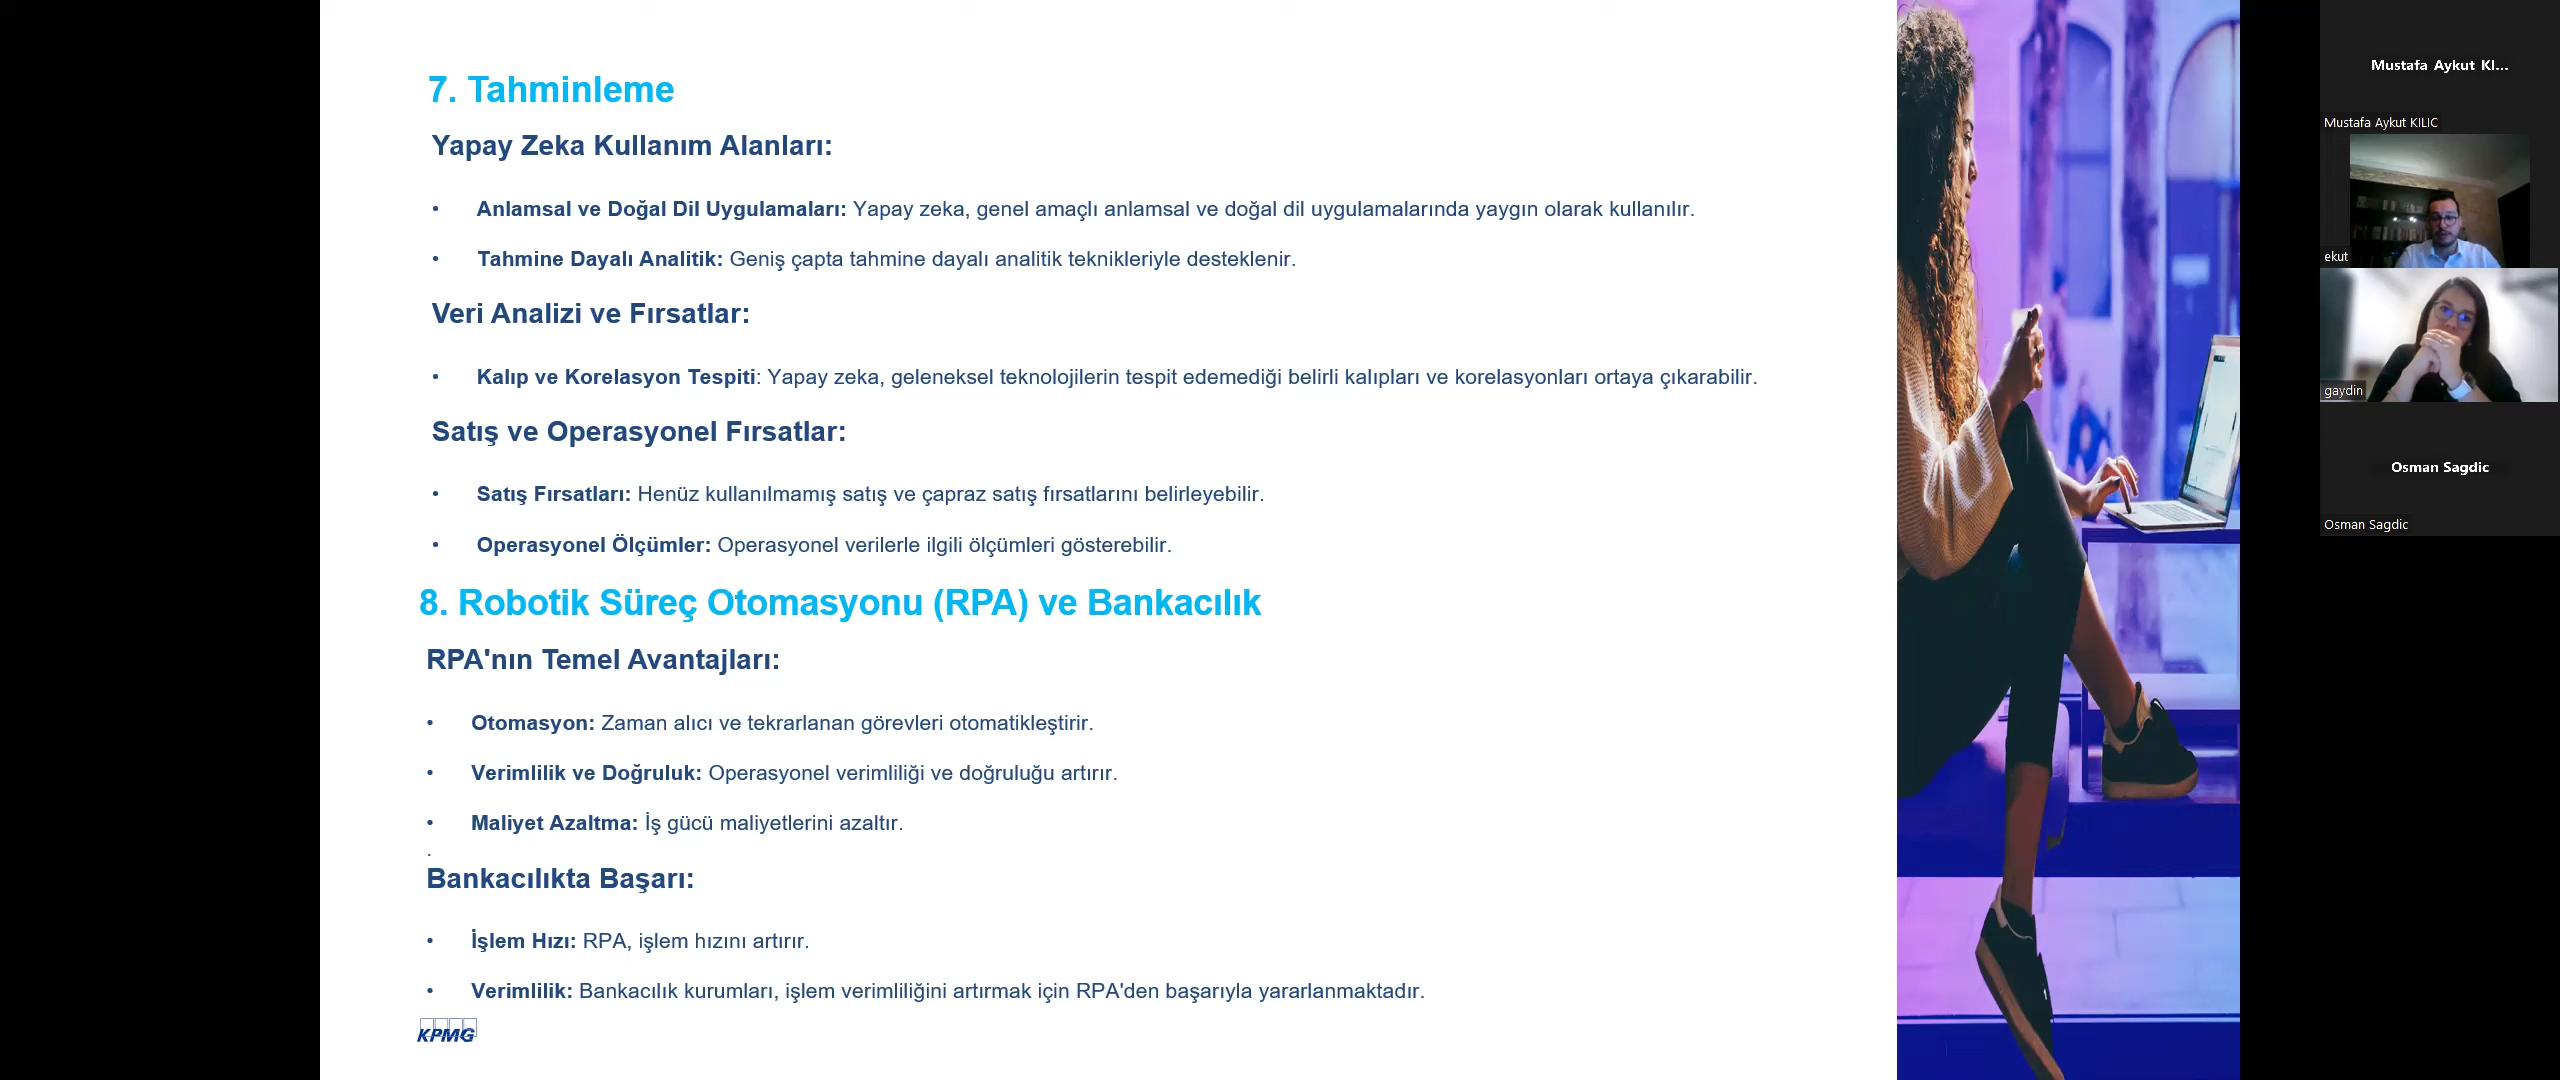 7. Tahminleme
Yapay Zeka Kullanım Alanları:
• Anlamsal ve Doğal Dil Uygulamaları: Yapay zeka, genel amaçlı anlamsal ve doğal dil uygulamalarında yaygın olarak kullanılır.
• Tahmine Dayalı Analitik: Geniş çapta tahmine dayalı analitik teknikleriyle desteklenir.
Veri Analizi ve Fırsatlar:
• Kalıp ve Korelasyon Tespiti: Yapay zeka, geleneksel teknolojilerin tespit edemediği belirli kalıpları ve korelasyonları ortaya çıkarabilir.
Satış ve Operasyonel Fırsatlar:
• Satış Fırsatları: Henüz kullanılmamış satış ve çapraz satış fırsatlarını belirleyebilir.
• Operasyonel Ölçümler: Operasyonel verilerle ilgili ölçümleri gösterebilir.
8. Robotik Süreç Otomasyonu (RPA) ve Bankacılık
RPA'nın Temel Avantajları:
• Otomasyon: Zaman alıcı ve tekrarlanan görevleri otomatikleştirir.
• Verimlilik ve Doğruluk: Operasyonel verimliliği ve doğruluğu artırır.
• Maliyet Azaltma: İş gücü maliyetlerini azaltır.
.
Bankacılıkta Başarı:
• İşlem Hızı: RPA, işlem hızını artırır.
• Verimlilik: Bankacılık kurumları, işlem verimliliğini artırmak için RPA'den başarıyla yararlanmaktadır.
KPMG
Mustafa Aykut KI...
Mustafa Aykut KILIC
ekut
gaydin
Osman Sagdic
Osman Sagdic